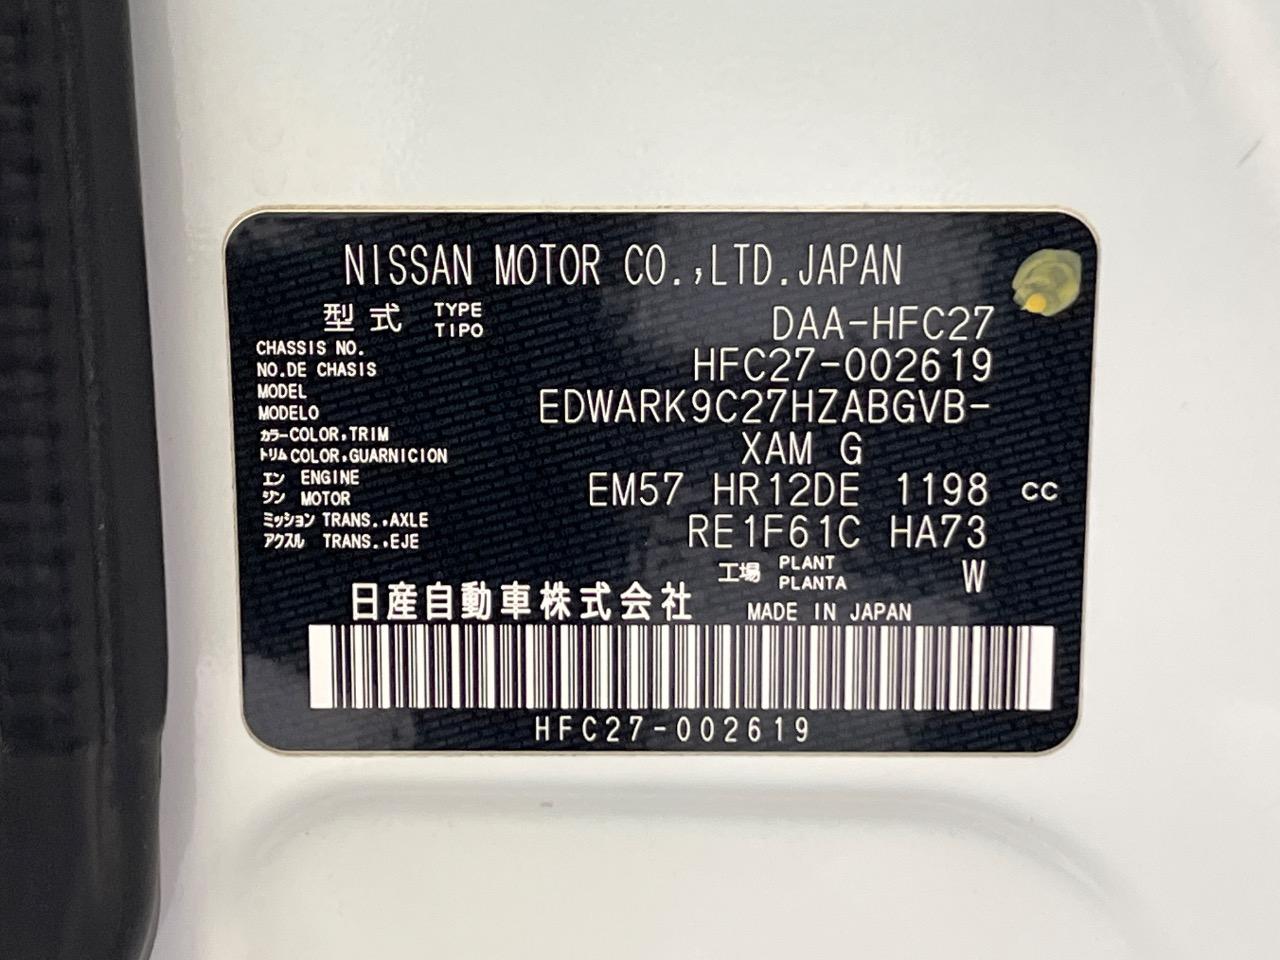 NISSAN MOTOR CO.,LTD.JAPAN
型式 TYPE TIPO DAA-HFC27
CHASSIS NO.
NO.DE CHASIS HFC27-002619
MODEL
MODELO EDWARK9C27HZABGVB-
カラー COLOR,TRIM
トリム COLOR,GUARNICION XAM G
エン ENGINE
ジン MOTOR EM57 HR12DE 1198 cc
ミッション TRANS.,AXLE
アクスル TRANS.,EJE RE1F61C HA73
工場 PLANT PLANTA W
日産自動車株式会社 MADE IN JAPAN
HFC27-002619